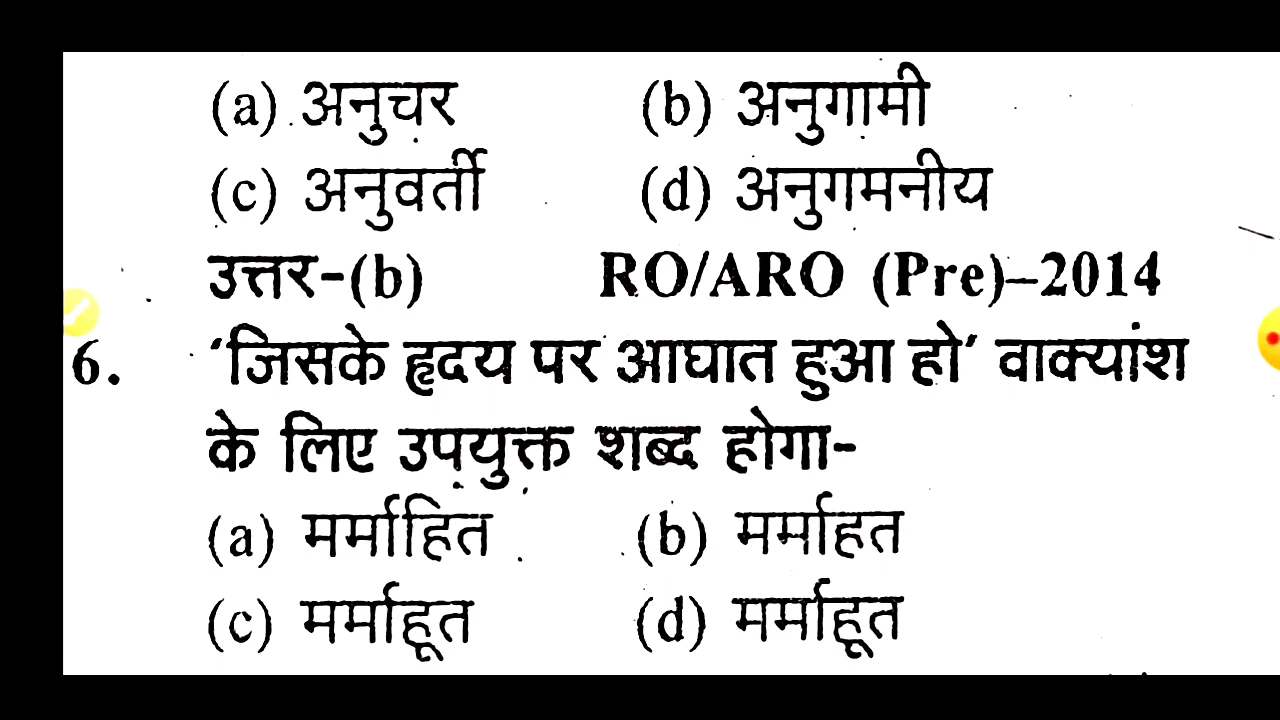 (a) अनुचर (b) अनुगामी
(c) अनुवर्ती (d) अनुगमनीय
उत्तर-(b) RO/ARO (Pre)–2014
6. ‘जिसके हृदय पर आघात हुआ हो’ वाक्यांश
के लिए उपयुक्त शब्द होगा-
(a) मर्माहित (b) मर्माहत
(c) मर्माहूत (d) मर्माहूत